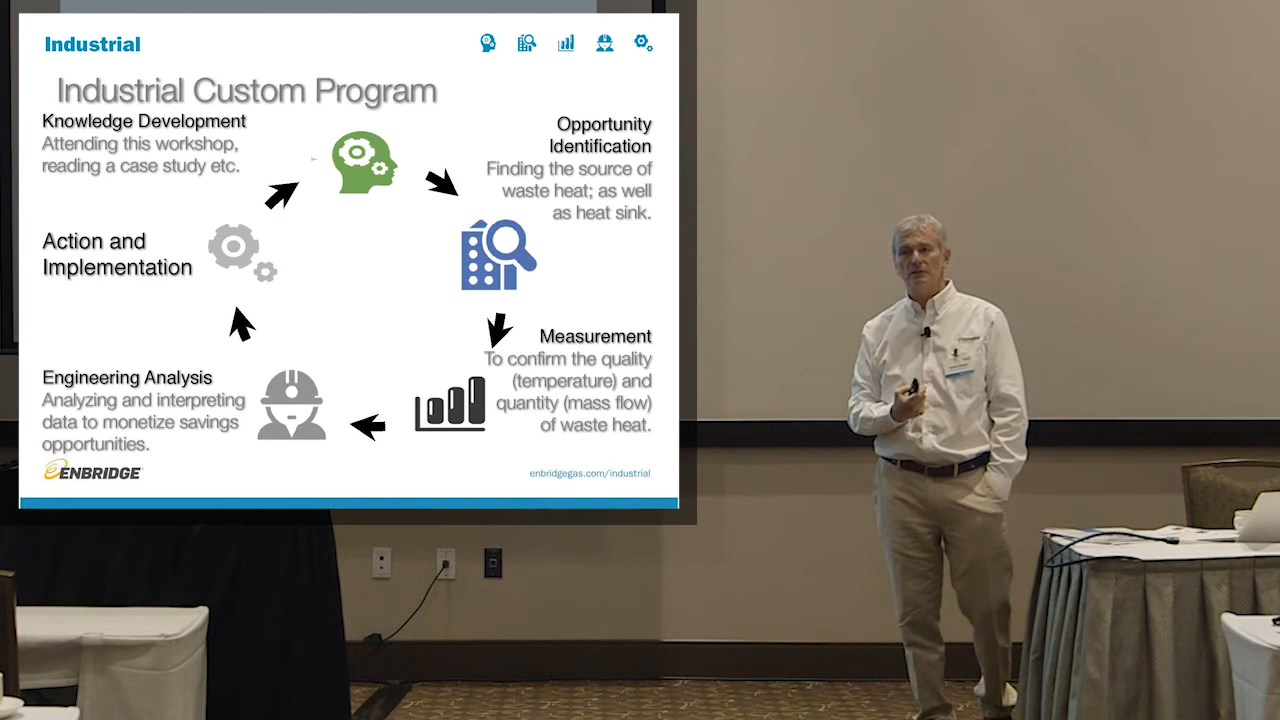 Industrial
Industrial Custom Program
Knowledge Development
Attending this workshop,
reading a case study etc.
Opportunity
Identification
Finding the source of
waste heat; as well
as heat sink.
Action and
Implementation
Measurement
To confirm the quality
(temperature) and
quantity (mass flow)
of waste heat.
Engineering Analysis
Analyzing and interpreting
data to monetize savings
opportunities.
ENBRIDGE
enbridgegas.com/industrial